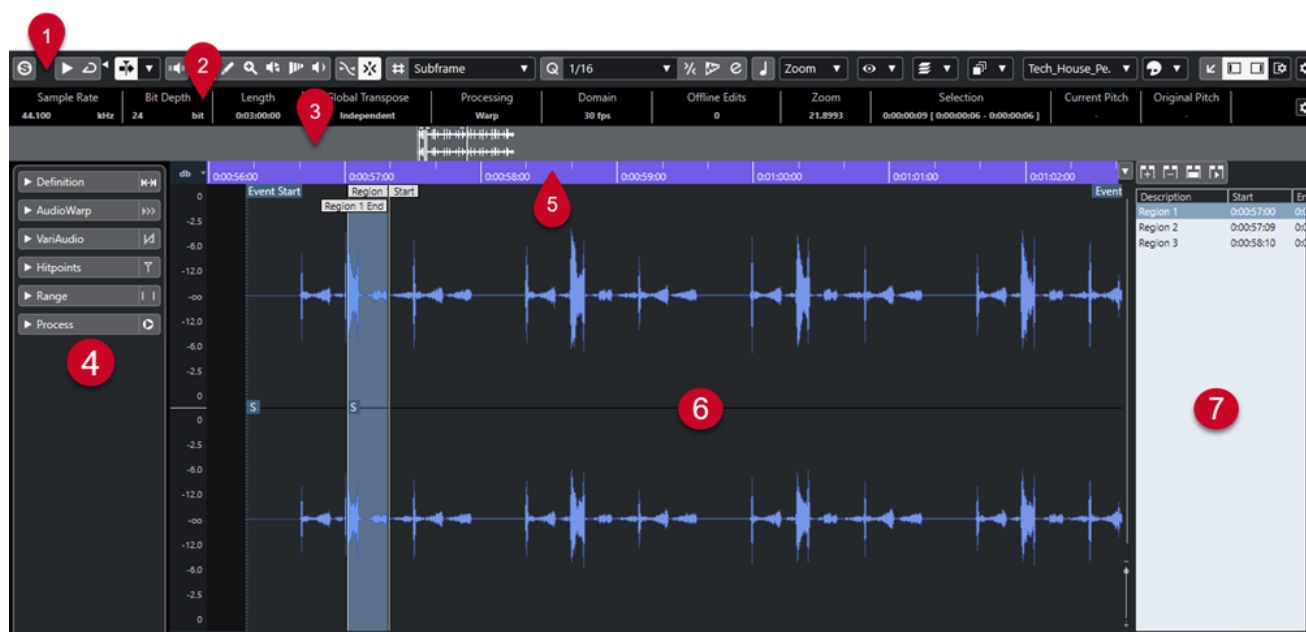 1
2
Subframe
Q 1/16
Zoom
Tech_House_Pe.
Sample Rate Bit Depth Length Global Transpose Processing Domain Offline Edits Zoom Selection Current Pitch Original Pitch
44.100 kHz 24 bit 0:03:00:00 Independent Warp 30 fps 0 21.8993 0:00:00:09 [ 0:00:00:06 - 0:00:00:06 ] - -
3
db 0:00:56:00 0:00:57:00 0:00:58:00 0:00:59:00 0:01:00:00 0:01:01:00 0:01:02:00
Definition
AudioWarp
VariAudio
Hitpoints
Range
Process
4
Event Start Region 1 Start Event
Region 1 End
5
0
-2.5
-6.0
-12.0
-oo
-12.0
-6.0
-2.5
0
S S
6
0
-2.5
-6.0
-12.0
-oo
-12.0
-6.0
-2.5
0
Description Start
Region 1 0:00:57:00
Region 2 0:00:57:09
Region 3 0:00:58:10
7